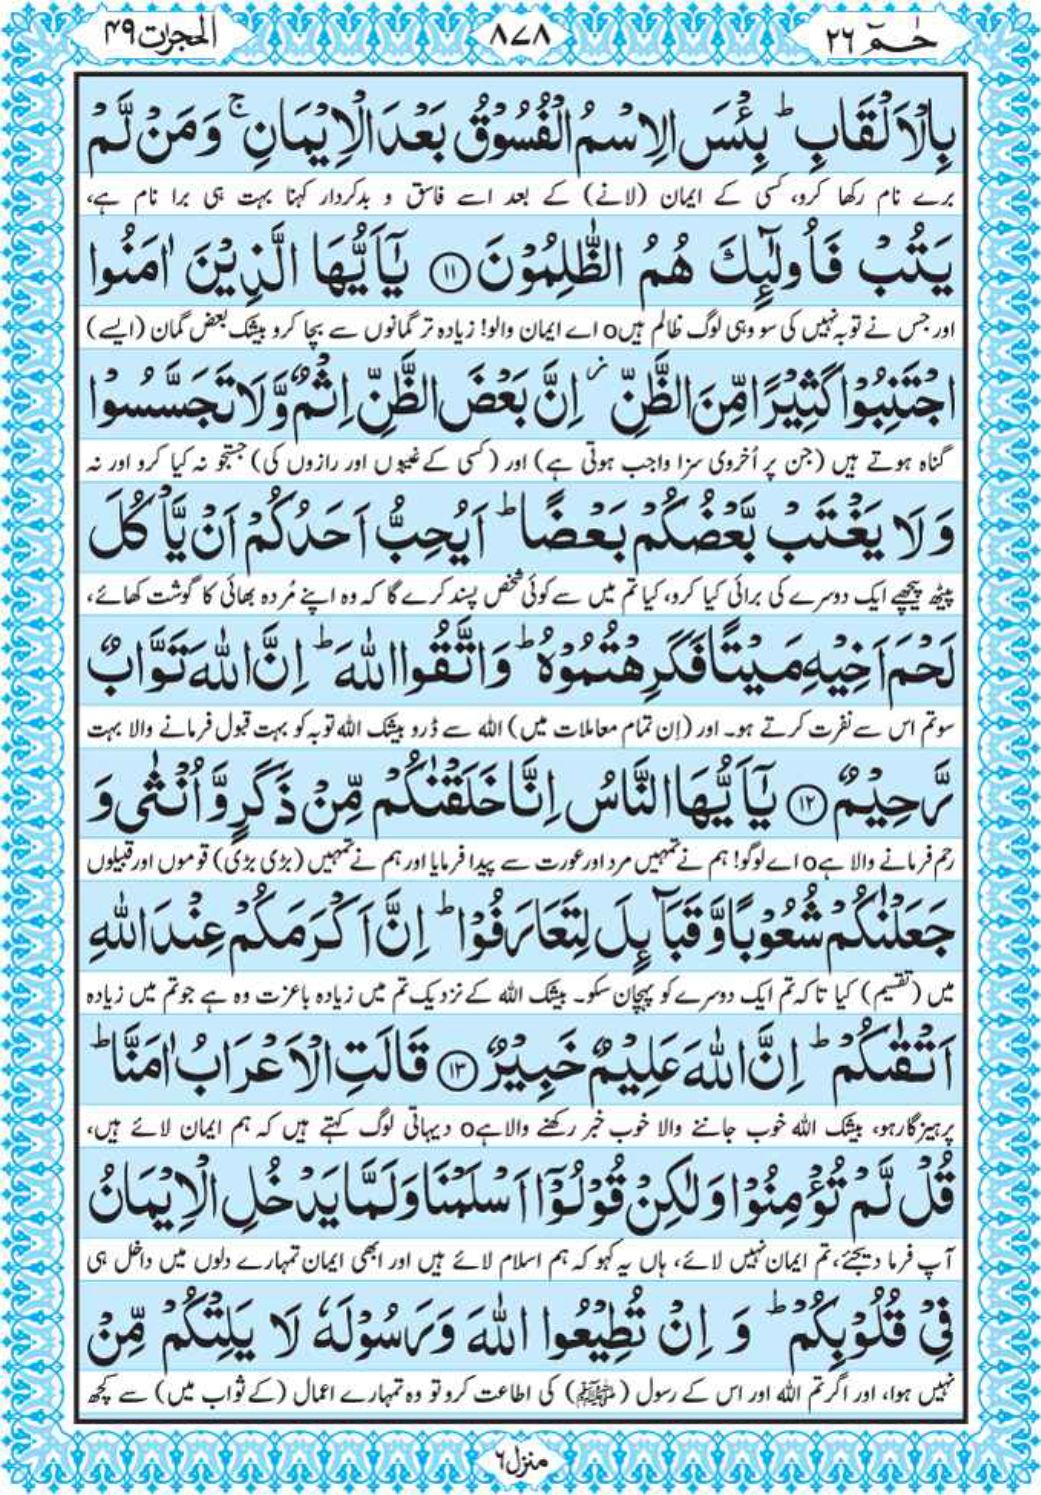 الحجرات ٤٩ ٨٧٨ حٰمٓ ٢٦
بِالْاَلْقَابِ ؕ بِئْسَ الِاسْمُ الْفُسُوْقُ بَعْدَ الْاِيْمَانِ ۚ وَمَنْ لَّمْ
برے نام رکھا کرو، کسی کے ایمان (لانے) کے بعد اسے فاسق و بدکردار کہنا بہت ہی برا نام ہے،
يَتُبْ فَاُولٰٓئِكَ هُمُ الظّٰلِمُوْنَ ﴿١١﴾ يٰٓاَيُّهَا الَّذِيْنَ اٰمَنُوا
اور جس نے توبہ نہیں کی سو وہی لوگ ظالم ہیںo اے ایمان والو! زیادہ تر گمانوں سے بچا کرو بیشک بعض گمان (ایسے)
اجْتَنِبُوْا كَثِيْرًا مِّنَ الظَّنِّ ؗ اِنَّ بَعْضَ الظَّنِّ اِثْمٌ وَّلَا تَجَسَّسُوْا
گناہ ہوتے ہیں (جن پر اُخروی سزا واجب ہوتی ہے) اور (کسی کے غیبوں اور رازوں کی) جستجو نہ کیا کرو اور نہ
وَلَا يَغْتَبْ بَّعْضُكُمْ بَعْضًا ؕ اَيُحِبُّ اَحَدُكُمْ اَنْ يَّاْكُلَ
پیٹھ پیچھے ایک دوسرے کی برائی کیا کرو، کیا تم میں سے کوئی شخص پسند کرے گا کہ وہ اپنے مُردہ بھائی کا گوشت کھائے،
لَحْمَ اَخِيْهِ مَيْتًا فَكَرِهْتُمُوْهُ ؕ وَاتَّقُوا اللّٰهَ ؕ اِنَّ اللّٰهَ تَوَّابٌ
سو تم اس سے نفرت کرتے ہو۔ اور (اِن تمام معاملات میں) اللہ سے ڈرو بیشک اللہ توبہ کو بہت قبول فرمانے والا بہت
رَّحِيْمٌ ﴿١٢﴾ يٰٓاَيُّهَا النَّاسُ اِنَّا خَلَقْنٰكُمْ مِّنْ ذَكَرٍ وَّاُنْثٰى وَ
رحم فرمانے والا ہےo اے لوگو! ہم نے تمہیں مرد اور عورت سے پیدا فرمایا اور ہم نے تمہیں (بڑی بڑی) قوموں اور قبیلوں
جَعَلْنٰكُمْ شُعُوْبًا وَّقَبَآئِلَ لِتَعَارَفُوْا ؕ اِنَّ اَكْرَمَكُمْ عِنْدَ اللّٰهِ
میں (تقسیم) کیا تاکہ تم ایک دوسرے کو پہچان سکو۔ بیشک اللہ کے نزدیک تم میں زیادہ باعزت وہ ہے جو تم میں زیادہ
اَتْقٰىكُمْ ؕ اِنَّ اللّٰهَ عَلِيْمٌ خَبِيْرٌ ﴿١٣﴾ قَالَتِ الْاَعْرَابُ اٰمَنَّا ؕ
پرہیزگار ہو، بیشک اللہ خوب جاننے والا خوب خبر رکھنے والا ہےo دیہاتی لوگ کہتے ہیں کہ ہم ایمان لائے ہیں،
قُلْ لَّمْ تُؤْمِنُوْا وَلٰكِنْ قُوْلُوْٓا اَسْلَمْنَا وَلَمَّا يَدْخُلِ الْاِيْمَانُ
آپ فرما دیجئے، تم ایمان نہیں لائے، ہاں یہ کہو کہ ہم اسلام لائے ہیں اور ابھی ایمان تمہارے دلوں میں داخل ہی
فِيْ قُلُوْبِكُمْ ؕ وَ اِنْ تُطِيْعُوا اللّٰهَ وَرَسُوْلَهٗ لَا يَلِتْكُمْ مِّنْ
نہیں ہوا، اور اگر تم اللہ اور اس کے رسول (ﷺ) کی اطاعت کرو تو وہ تمہارے اعمال (کے ثواب میں) سے کچھ
منزل ٦